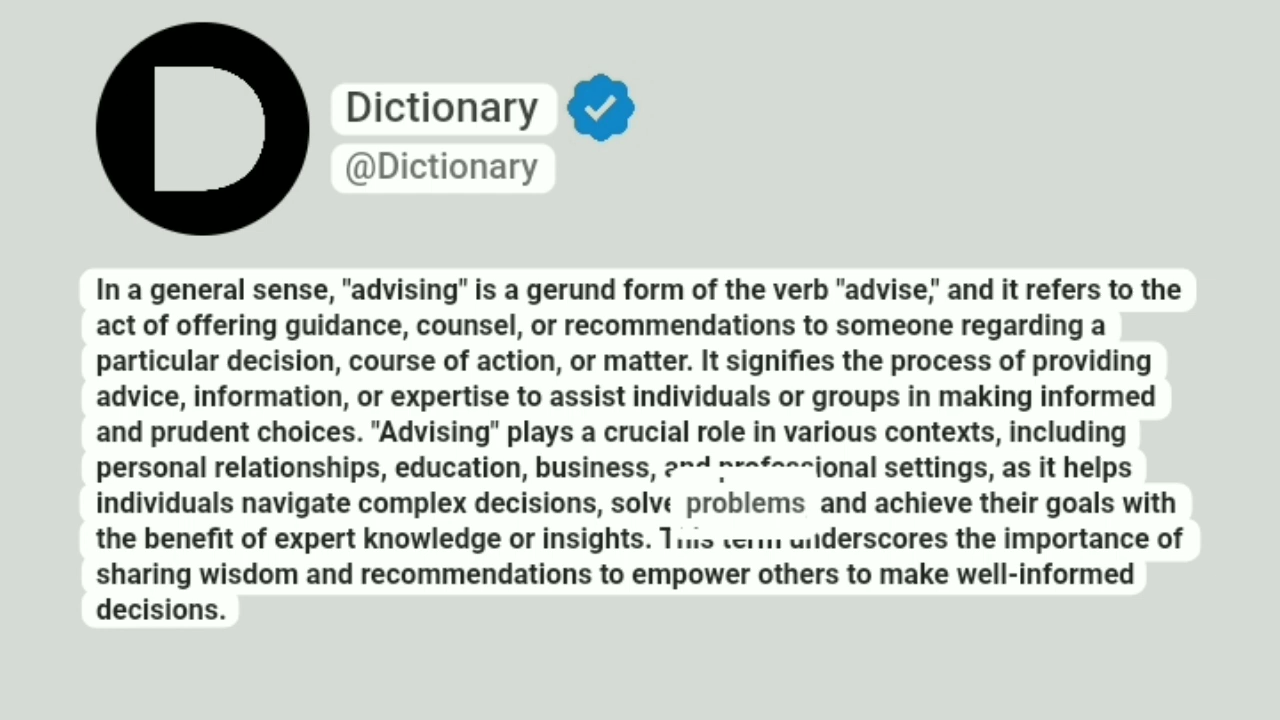 D
Dictionary
@Dictionary
In a general sense, "advising" is a gerund form of the verb "advise," and it refers to the
act of offering guidance, counsel, or recommendations to someone regarding a
particular decision, course of action, or matter. It signifies the process of providing
advice, information, or expertise to assist individuals or groups in making informed
and prudent choices. "Advising" plays a crucial role in various contexts, including
personal relationships, education, business, and professional settings, as it helps
individuals navigate complex decisions, solve problems and achieve their goals with
the benefit of expert knowledge or insights. This term underscores the importance of
sharing wisdom and recommendations to empower others to make well-informed
decisions.